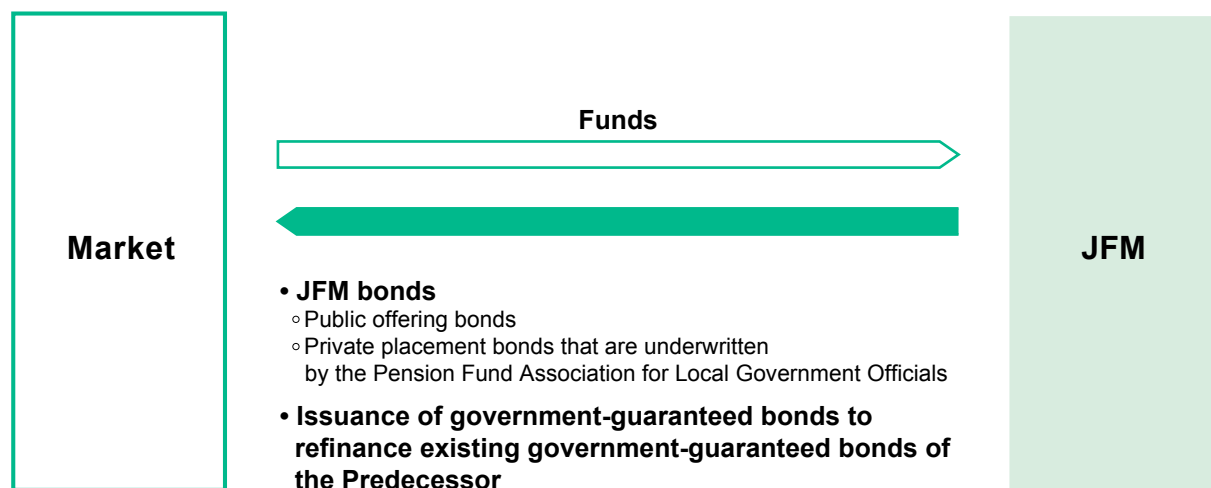 Funds
Market
JFM
• JFM bonds
◦ Public offering bonds
◦ Private placement bonds that are underwritten
by the Pension Fund Association for Local Government Officials
• Issuance of government-guaranteed bonds to
refinance existing government-guaranteed bonds of
the Predecessor